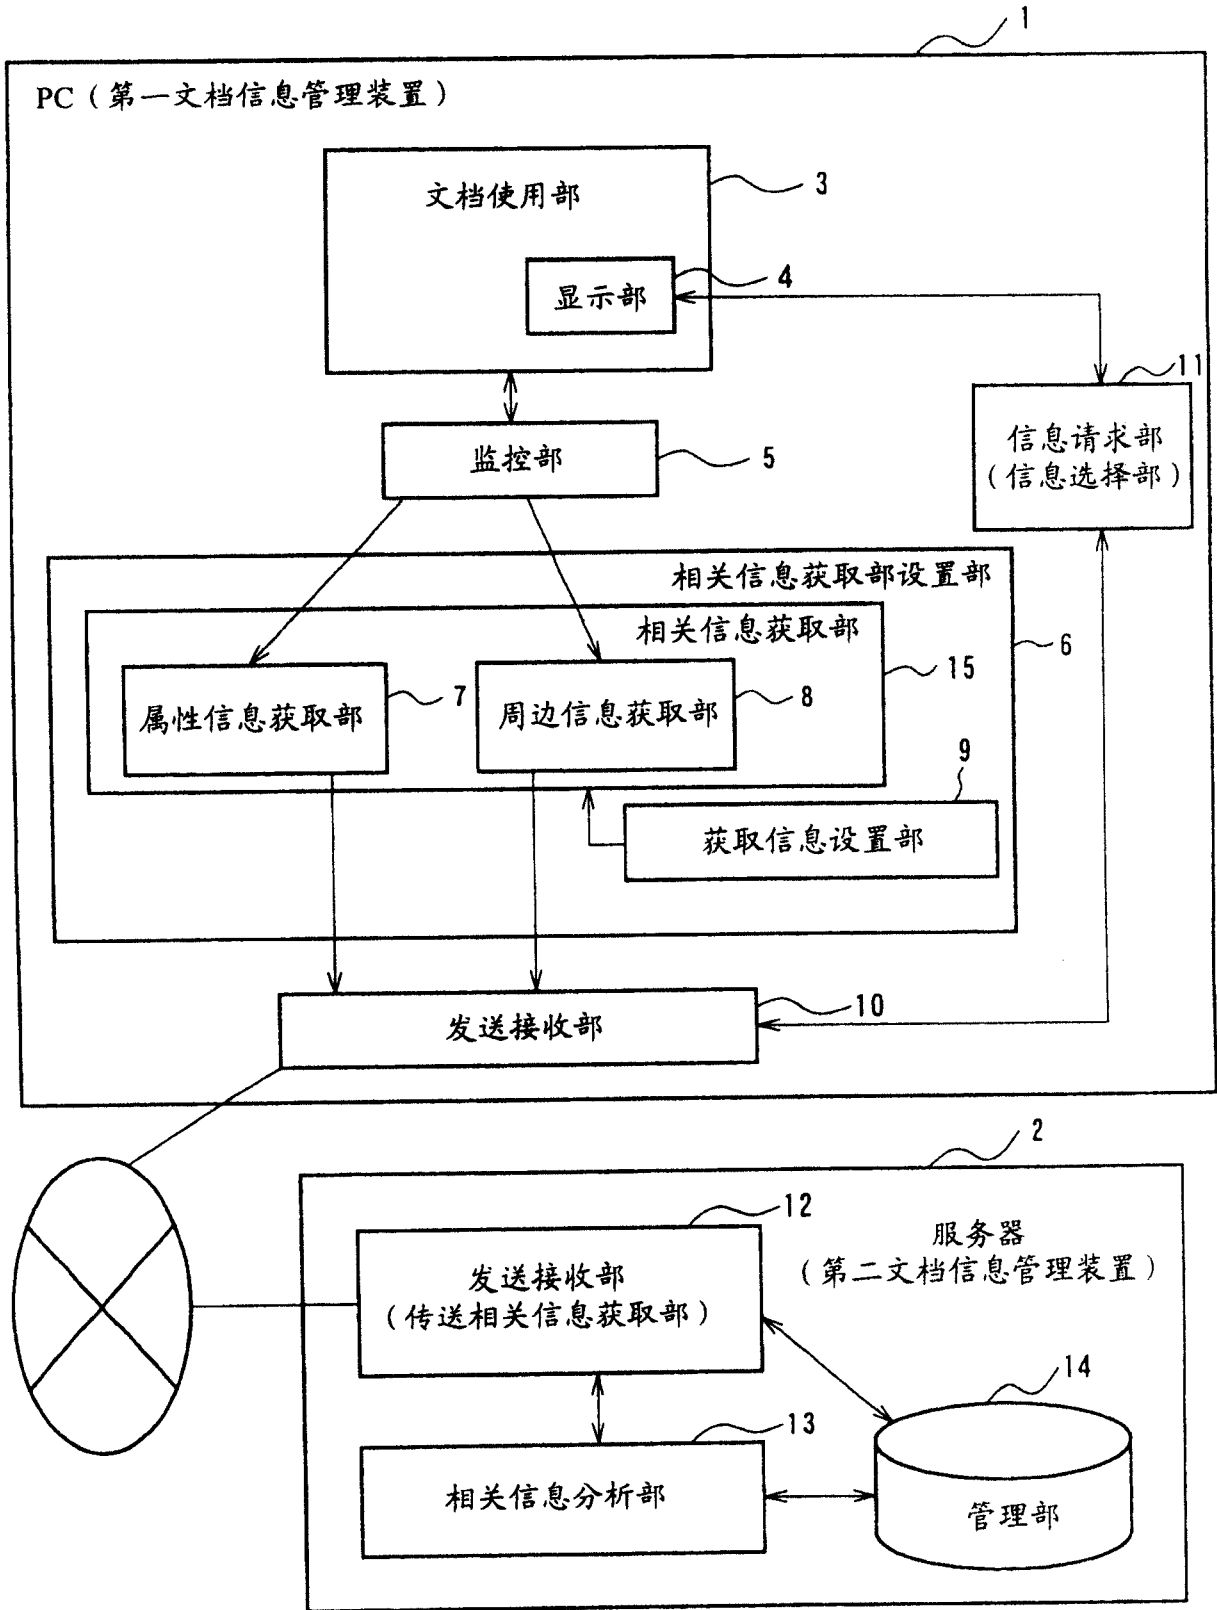 1
PC（第一文档信息管理装置）
文档使用部
3
显示部
4
11
信息请求部
（信息选择部）
监控部
5
相关信息获取部设置部
相关信息获取部
6
15
属性信息获取部
7
周边信息获取部
8
9
获取信息设置部
发送接收部
10
2
12
服务器
（第二文档信息管理装置）
发送接收部
（传送相关信息获取部）
14
13
相关信息分析部
管理部